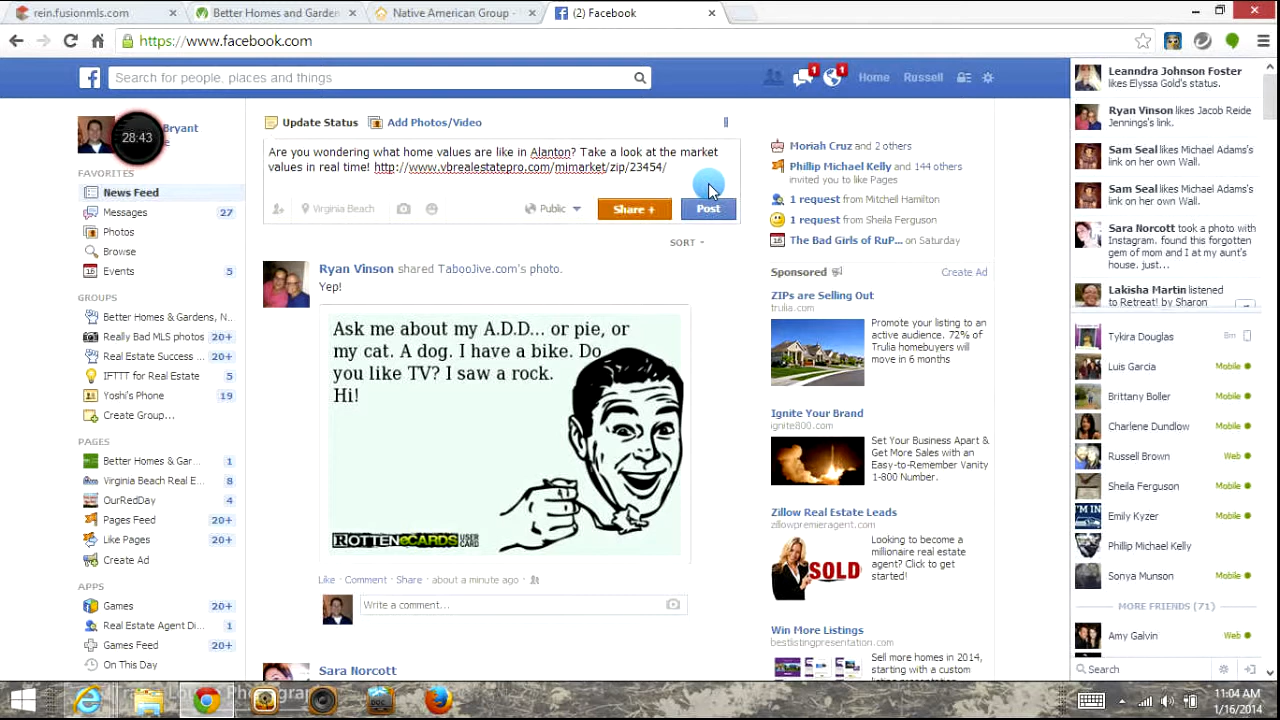 rein.fusionmls.com
Better Homes and Garden
Native American Group -
(2) Facebook
https://www.facebook.com
Search for people, places and things
1
1
Home
Russell
Bryant
28:43
FAVORITES
News Feed
Messages 27
Photos
Browse
Events 5
GROUPS
Better Homes & Gardens, N...
Really Bad MLS photos 20+
Real Estate Success ... 20+
IFTTT for Real Estate 5
Yoshi's Phone 19
Create Group...
PAGES
Better Homes & Gar... 1
Virginia Beach Real E... 8
OurRedDay 4
Pages Feed 20+
Like Pages 20+
Create Ad
APPS
Games 20+
Real Estate Agent Di... 1
Games Feed 20+
On This Day
Update Status
Add Photos/Video
Are you wondering what home values are like in Alanton? Take a look at the market
values in real time! http://www.vbrealestatepro.com/mimarket/zip/23454/
Virginia Beach
Public
Share +
Post
SORT
Ryan Vinson shared TabooJive.com's photo.
Yep!
Ask me about my A.D.D... or pie, or
my cat. A dog. I have a bike. Do
you like TV? I saw a rock.
Hi!
ROTTENECARDS
USER
CARD
Like · Comment · Share · about a minute ago ·
Write a comment...
Sara Norcott
Moriah Cruz and 2 others
Phillip Michael Kelly and 144 others
invited you to like Pages
1 request from Mitchell Hamilton
1 request from Sheila Ferguson
16 The Bad Girls of RuP... on Saturday
Sponsored
Create Ad
ZIPs are Selling Out
trulia.com
Promote your listing to
an active audience. 72% of
Trulia homebuyers will
move in 6 months
Ignite Your Brand
ignite800.com
Set Your Business Apart &
Get More Sales with an
Easy-to-Remember Vanity
1-800 Number.
Zillow Real Estate Leads
zillowpremieragent.com
SOLD
Looking to become a
millionaire real estate
agent? Click to get
started!
Win More Listings
bestlistingpresentation.com
Sell more homes in 2014,
starting with a custom
Leanndra Johnson Foster
likes Elyssa Gold's status.
Ryan Vinson likes Jacob Reide
Jennings's link.
Sam Seal likes Michael Adams's
link on her own Wall.
Sam Seal likes Michael Adams's
link on her own Wall.
Sara Norcott took a photo with
Instagram. found this forgotten
gem of mom and I at my aunt's
house. just...
Lakisha Martin listened
to Retreat! by Sharon
Tykira Douglas 8m
Luis Garcia Mobile
Brittany Boller Mobile
Charlene Dundlow Mobile
Russell Brown Web
Sheila Ferguson Mobile
Emily Kyzer Mobile
Phillip Michael Kelly
Sonya Munson Mobile
MORE FRIENDS (71)
Amy Galvin Web
Search
11:04 AM
1/16/2014